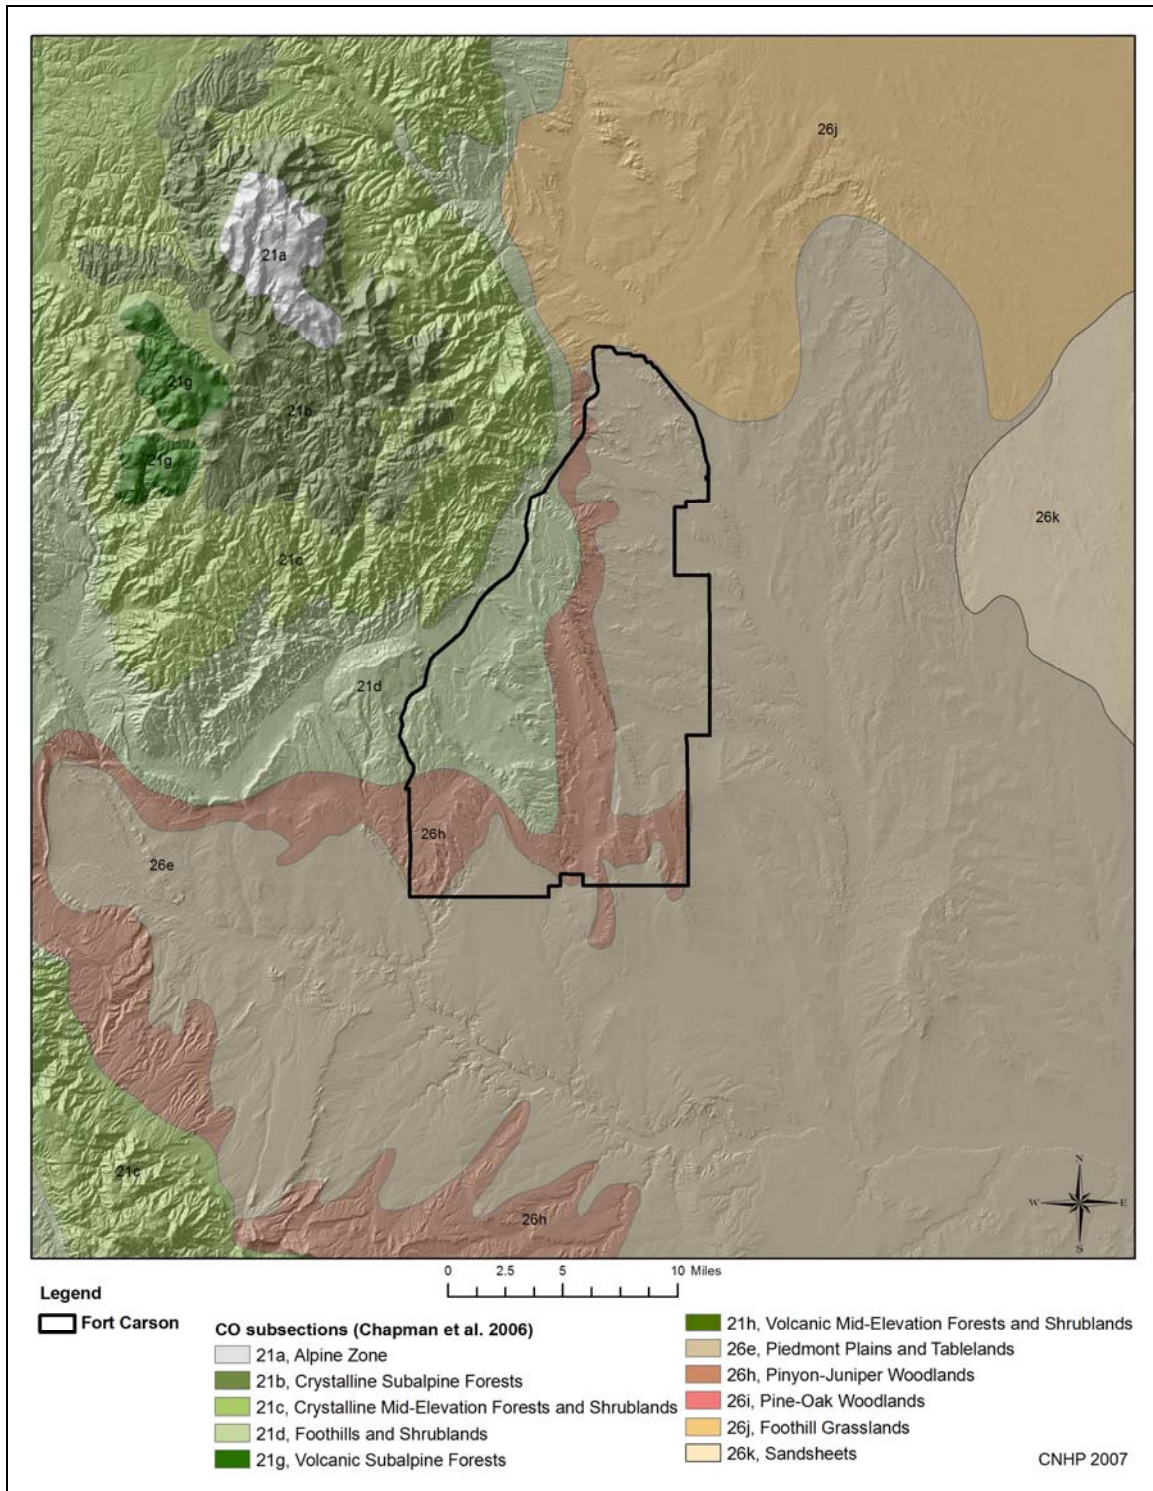 26j
21a
21g
21b
21g
26k
21c
21d
26h
26e
21c
26h
N
W E
S
0 2.5 5 10 Miles
Legend
Fort Carson
CO subsections (Chapman et al. 2006)
21a, Alpine Zone
21b, Crystalline Subalpine Forests
21c, Crystalline Mid-Elevation Forests and Shrublands
21d, Foothills and Shrublands
21g, Volcanic Subalpine Forests
21h, Volcanic Mid-Elevation Forests and Shrublands
26e, Piedmont Plains and Tablelands
26h, Pinyon-Juniper Woodlands
26i, Pine-Oak Woodlands
26j, Foothill Grasslands
26k, Sandsheets
CNHP 2007